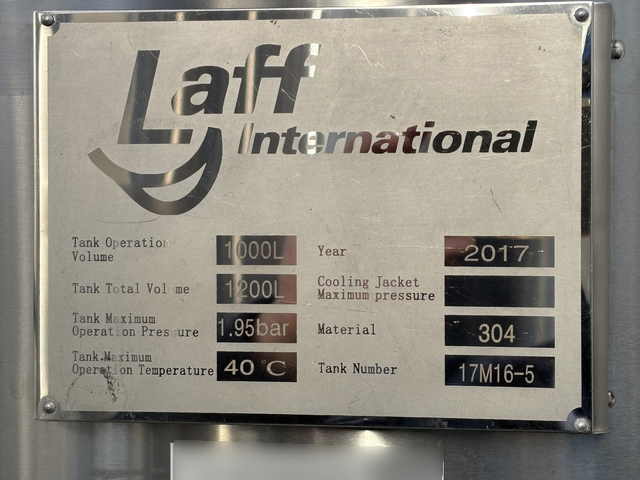 Laff
International
Tank Operation
Volume
1000L
Tank Total Volume
1200L
Tank Maximum
Operation Pressure
1.95bar
Tank Maximum
Operation Temperature
40 °C
Year
2017
Cooling Jacket
Maximum pressure
Material
304
Tank Number
17M16-5